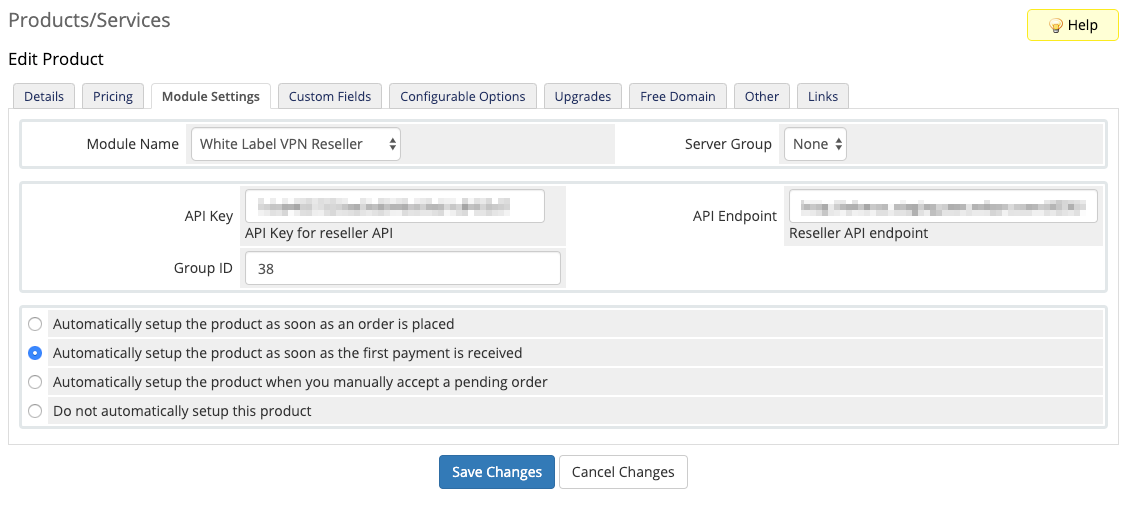 Products/Services
Help
Edit Product
Details Pricing Module Settings Custom Fields Configurable Options Upgrades Free Domain Other Links
Module Name White Label VPN Reseller Server Group None
API Key API Endpoint
API Key for reseller API Reseller API endpoint
Group ID 38
Automatically setup the product as soon as an order is placed
Automatically setup the product as soon as the first payment is received
Automatically setup the product when you manually accept a pending order
Do not automatically setup this product
Save Changes Cancel Changes